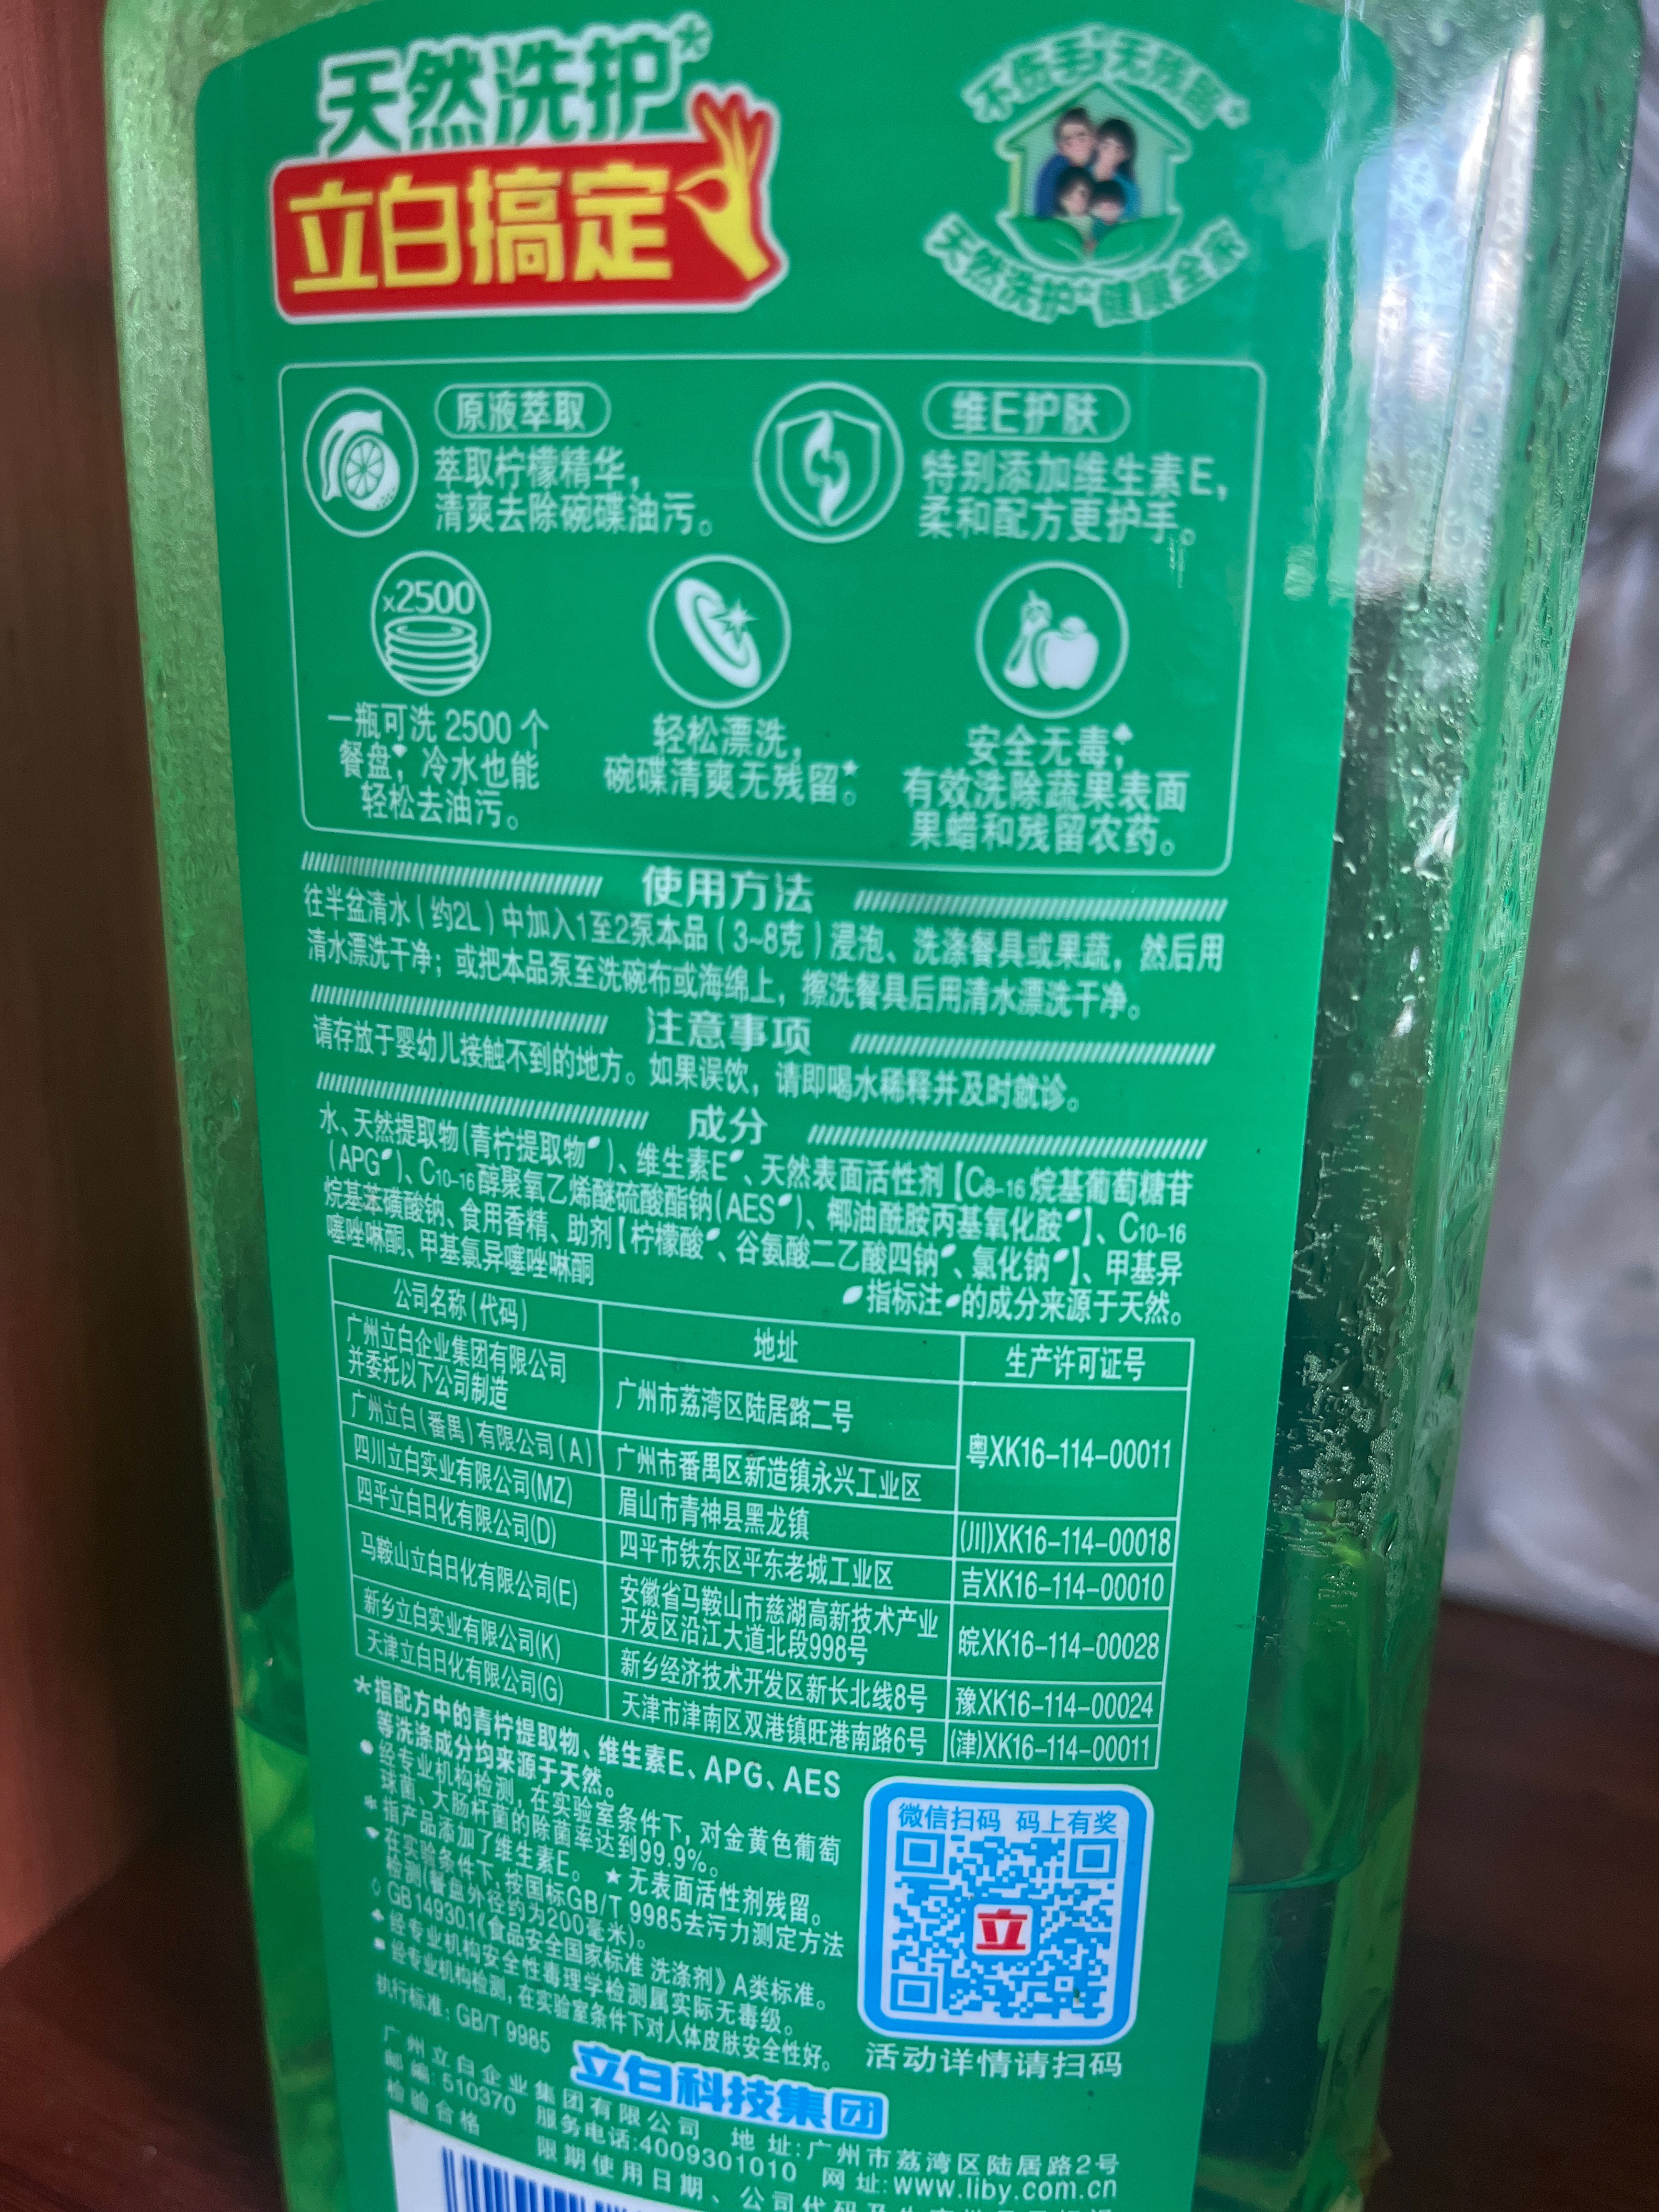 天然洗护*
立白搞定
不伤手*无残留*
天然洗护*健康全家
原液萃取
萃取柠檬精华,
清爽去除碗碟油污。
维E护肤
特别添加维生素E,
柔和配方更护手。
x2500
一瓶可洗 2500 个
餐盘♥, 冷水也能
轻松去油污。
轻松漂洗,
碗碟清爽无残留★。
安全无毒♣,
有效洗除蔬果表面
果蜡和残留农药。
使用方法
往半盆清水（约2L）中加入1至2泵本品（3~8克）浸泡、洗涤餐具或果蔬，然后用
清水漂洗干净；或把本品泵至洗碗布或海绵上，擦洗餐具后用清水漂洗干净。
注意事项
请存放于婴幼儿接触不到的地方。如果误饮，请即喝水稀释并及时就诊。
成分
水、天然提取物(青柠提取物)、维生素E、天然表面活性剂【C8-16烷基葡萄糖苷
(APG)、C10-16醇聚氧乙烯醚硫酸酯钠(AES)、椰油酰胺丙基氧化胺】、C10-16
烷基苯磺酸钠、食用香精、助剂【柠檬酸、谷氨酸二乙酸四钠、氯化钠】、甲基异
噻唑啉酮、甲基氯异噻唑啉酮
指标注的成分来源于天然。
公司名称(代码)
地址
生产许可证号
广州立白企业集团有限公司
并委托以下公司制造
广州市荔湾区陆居路二号
粤XK16-114-00011
广州立白(番禺)有限公司(A)
广州市番禺区新造镇永兴工业区
四川立白实业有限公司(MZ)
眉山市青神县黑龙镇
(川)XK16-114-00018
四平立白日化有限公司(D)
四平市铁东区平东老城工业区
吉XK16-114-00010
马鞍山立白日化有限公司(E)
安徽省马鞍山市慈湖高新技术产业
开发区沿江大道北段998号
皖XK16-114-00028
新乡立白实业有限公司(K)
新乡经济技术开发区新长北线8号
豫XK16-114-00024
天津立白日化有限公司(G)
天津市津南区双港镇旺港南路6号
(津)XK16-114-00011
*指配方中的青柠提取物、维生素E、APG、AES
等洗涤成分均来源于天然。
●经专业机构检测，在实验室条件下，对金黄色葡萄
球菌、大肠杆菌的除菌率达到99.9%。
*指产品添加了维生素E。 ★无表面活性剂残留。
♥在实验条件下,按国标GB/T 9985去污力测定方法
检测(餐盘外径约为200毫米)。
◊GB14930.1《食品安全国家标准 洗涤剂》A类标准。
♣经专业机构安全性毒理学检测属实际无毒级。
■经专业机构检测，在实验室条件下对人体皮肤安全性好。
执行标准: GB/T 9985
微信扫码 码上有奖
立
活动详情请扫码
立白科技集团
广州立白企业集团有限公司 地址:广州市荔湾区陆居路2号
邮编:510370 服务电话:4009301010 网址:www.liby.com.cn
检验合格 限期使用日期、公司代码及